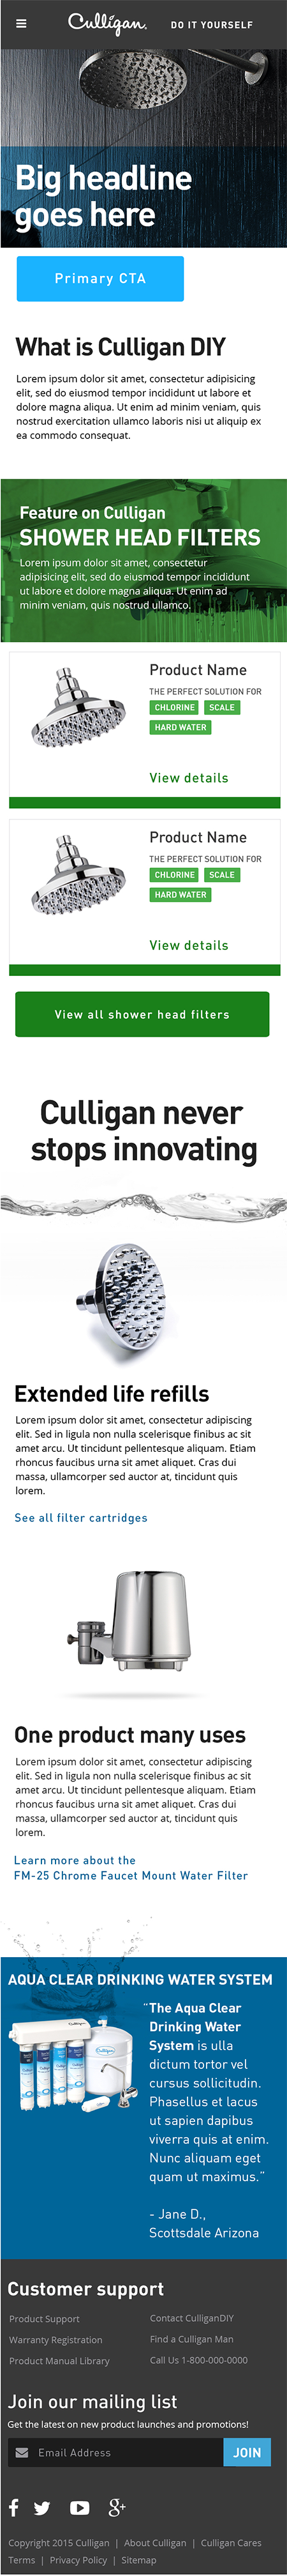 Culligan. DO IT YOURSELF
Big headline
goes here
Primary CTA
What is Culligan DIY
Lorem ipsum dolor sit amet, consectetur adipisicing
elit, sed do eiusmod tempor incididunt ut labore et
dolore magna aliqua. Ut enim ad minim veniam, quis
nostrud exercitation ullamco laboris nisi ut aliquip ex
ea commodo consequat.
Feature on Culligan
SHOWER HEAD FILTERS
Lorem ipsum dolor sit amet, consectetur
adipisicing elit, sed do eiusmod tempor incididunt
ut labore et dolore magna aliqua. Ut enim ad
minim veniam, quis nostrud ullamco.
Product Name
THE PERFECT SOLUTION FOR
CHLORINE SCALE
HARD WATER
View details
Product Name
THE PERFECT SOLUTION FOR
CHLORINE SCALE
HARD WATER
View details
View all shower head filters
Culligan never
stops innovating
Extended life refills
Lorem ipsum dolor sit amet, consectetur adipiscing
elit. Sed in ligula non nulla scelerisque finibus ac sit
amet arcu. Ut tincidunt pellentesque aliquam. Etiam
rhoncus faucibus urna sit amet aliquet. Cras dui
massa, ullamcorper sed auctor at, tincidunt quis
lorem.
See all filter cartridges
One product many uses
Lorem ipsum dolor sit amet, consectetur adipiscing
elit. Sed in ligula non nulla scelerisque finibus ac sit
amet arcu. Ut tincidunt pellentesque aliquam. Etiam
rhoncus faucibus urna sit amet aliquet. Cras dui
massa, ullamcorper sed auctor at, tincidunt quis
lorem.
Learn more about the
FM-25 Chrome Faucet Mount Water Filter
AQUA CLEAR DRINKING WATER SYSTEM
"The Aqua Clear
Drinking Water
System is ulla
dictum tortor vel
cursus sollicitudin.
Phasellus et lacus
ut sapien dapibus
viverra quis at enim.
Nunc aliquam eget
quam ut maximus."
- Jane D.,
Scottsdale Arizona
Customer support
Product Support
Warranty Registration
Product Manual Library
Contact CulliganDIY
Find a Culligan Man
Call Us 1-800-000-0000
Join our mailing list
Get the latest on new product launches and promotions!
Email Address JOIN
Copyright 2015 Culligan | About Culligan | Culligan Cares
Terms | Privacy Policy | Sitemap